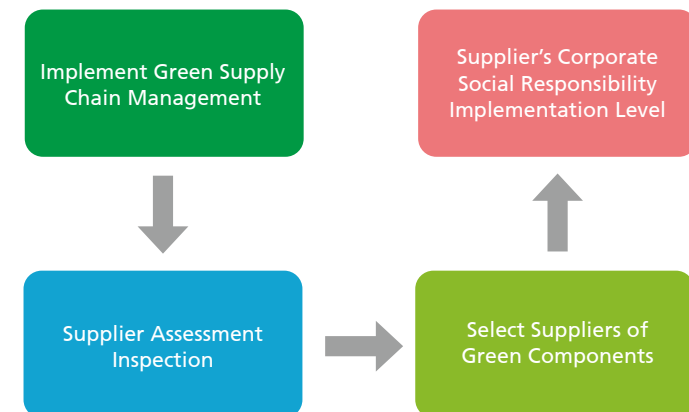 Implement Green Supply
Chain Management
Supplier Assessment
Inspection
Select Suppliers of
Green Components
Supplier’s Corporate
Social Responsibility
Implementation Level